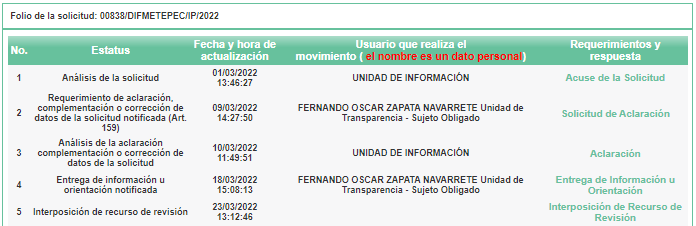 Folio de la solicitud: 00838/DIFMETEPEC/IP/2022
No. Estatus Fecha y hora de actualización Usuario que realiza el movimiento ( el nombre es un dato personal) Requerimientos y respuesta
1 Análisis de la solicitud 01/03/2022 13:46:27 UNIDAD DE INFORMACIÓN Acuse de la Solicitud
2 Requerimiento de aclaración, complementación o corrección de datos de la solicitud notificada (Art. 159) 09/03/2022 14:27:50 FERNANDO OSCAR ZAPATA NAVARRETE Unidad de Transparencia - Sujeto Obligado Solicitud de Aclaración
3 Análisis de la aclaración complementación o corrección de datos de la solicitud 10/03/2022 11:49:51 UNIDAD DE INFORMACIÓN Aclaración
4 Entrega de información u orientación notificada 18/03/2022 15:08:13 FERNANDO OSCAR ZAPATA NAVARRETE Unidad de Transparencia - Sujeto Obligado Entrega de Información u Orientación
5 Interposición de recurso de revisión 23/03/2022 13:12:46 Interposición de Recurso de Revisión